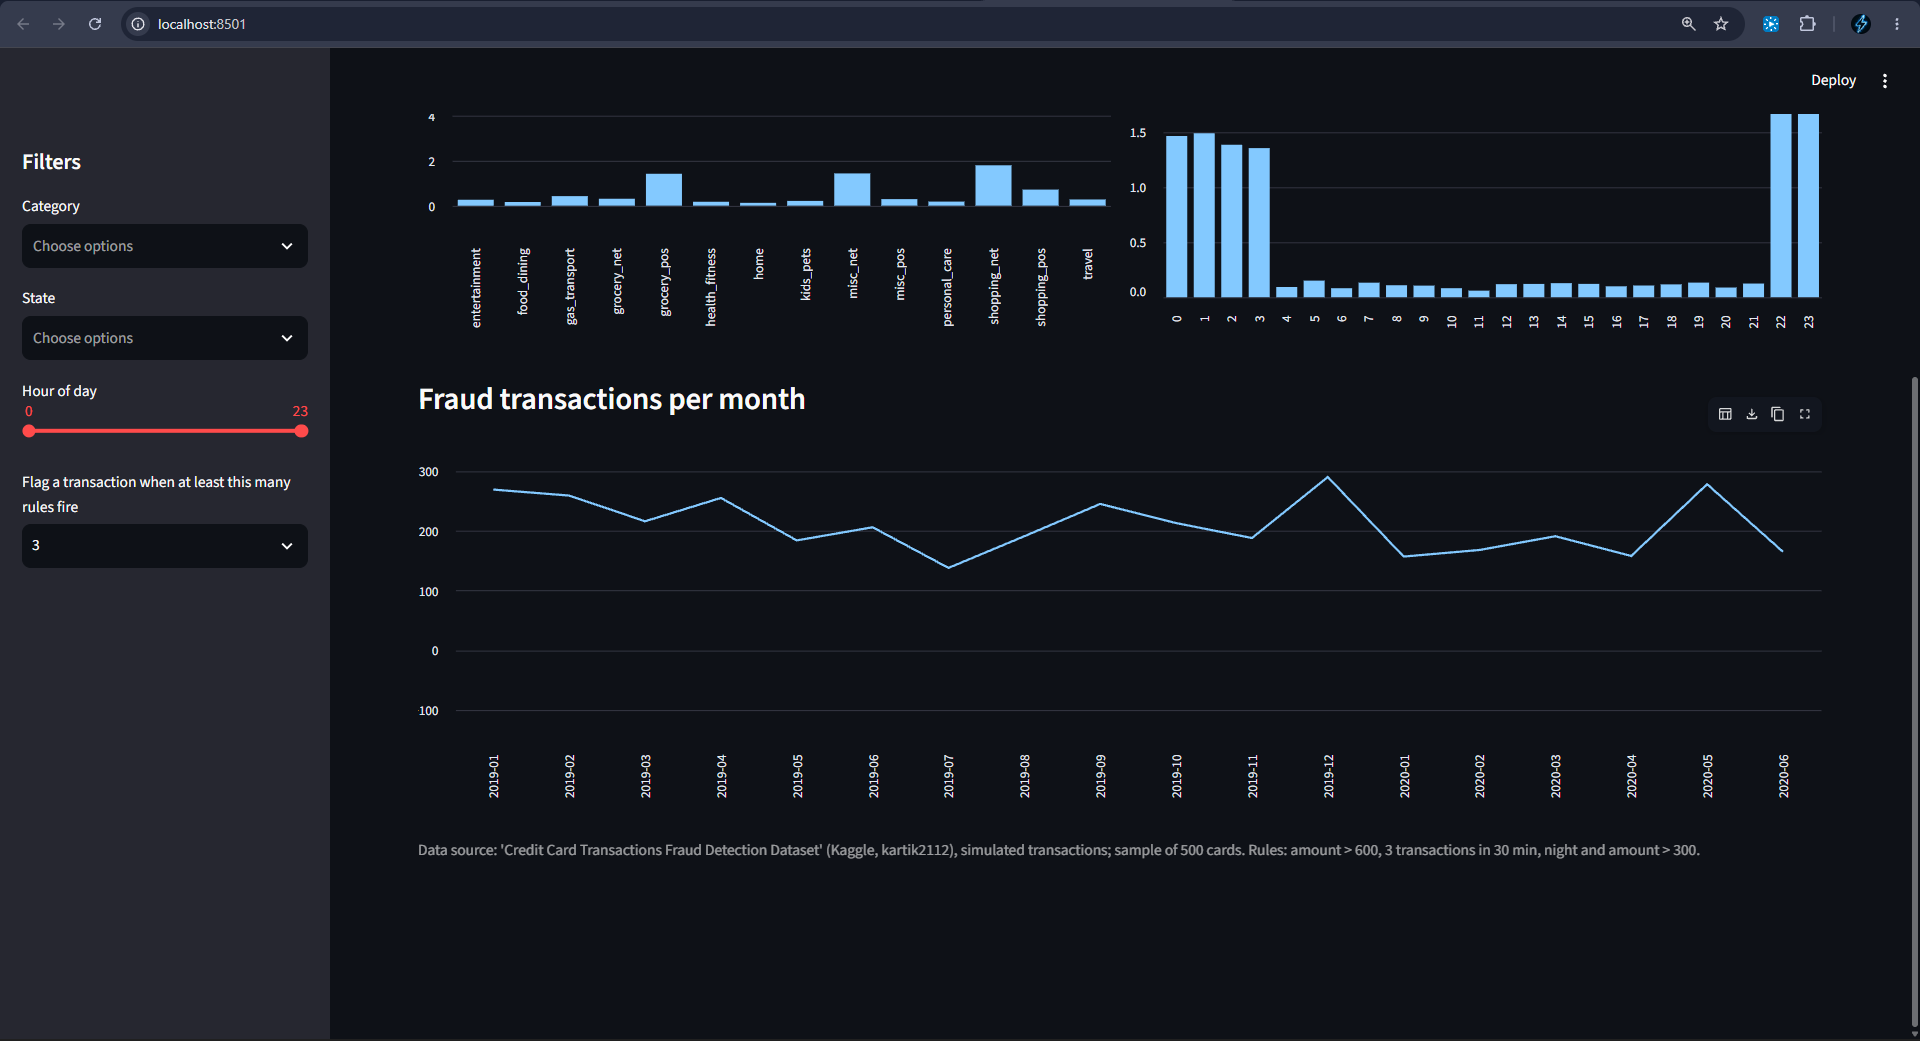 localhost:8501
Deploy
Filters
Category
Choose options
State
Choose options
Hour of day
0 23
Flag a transaction when at least this many
rules fire
3
4
2
0
entertainment
food_dining
gas_transport
grocery_net
grocery_pos
health_fitness
home
kids_pets
misc_net
misc_pos
personal_care
shopping_net
shopping_pos
travel
1.5
1.0
0.5
0.0
0
1
2
3
4
5
6
7
8
9
10
11
12
13
14
15
16
17
18
19
20
21
22
23
Fraud transactions per month
300
200
100
0
100
2019-01
2019-02
2019-03
2019-04
2019-05
2019-06
2019-07
2019-08
2019-09
2019-10
2019-11
2019-12
2020-01
2020-02
2020-03
2020-04
2020-05
2020-06
Data source: 'Credit Card Transactions Fraud Detection Dataset' (Kaggle, kartik2112), simulated transactions; sample of 500 cards. Rules: amount > 600, 3 transactions in 30 min, night and amount > 300.